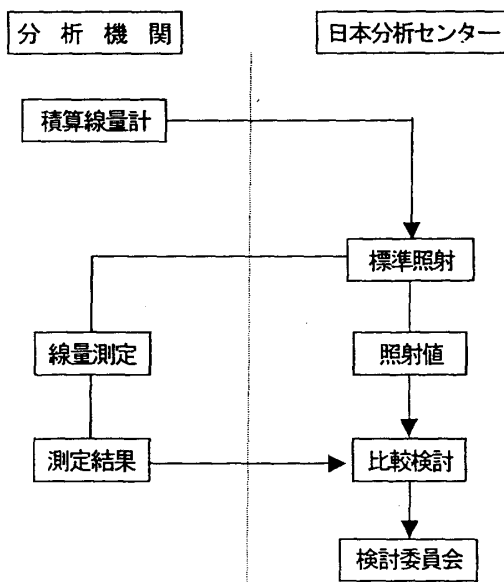 分析機関
日本分析センター
積算線量計
標準照射
線量測定
照射値
測定結果
比較検討
検討委員会